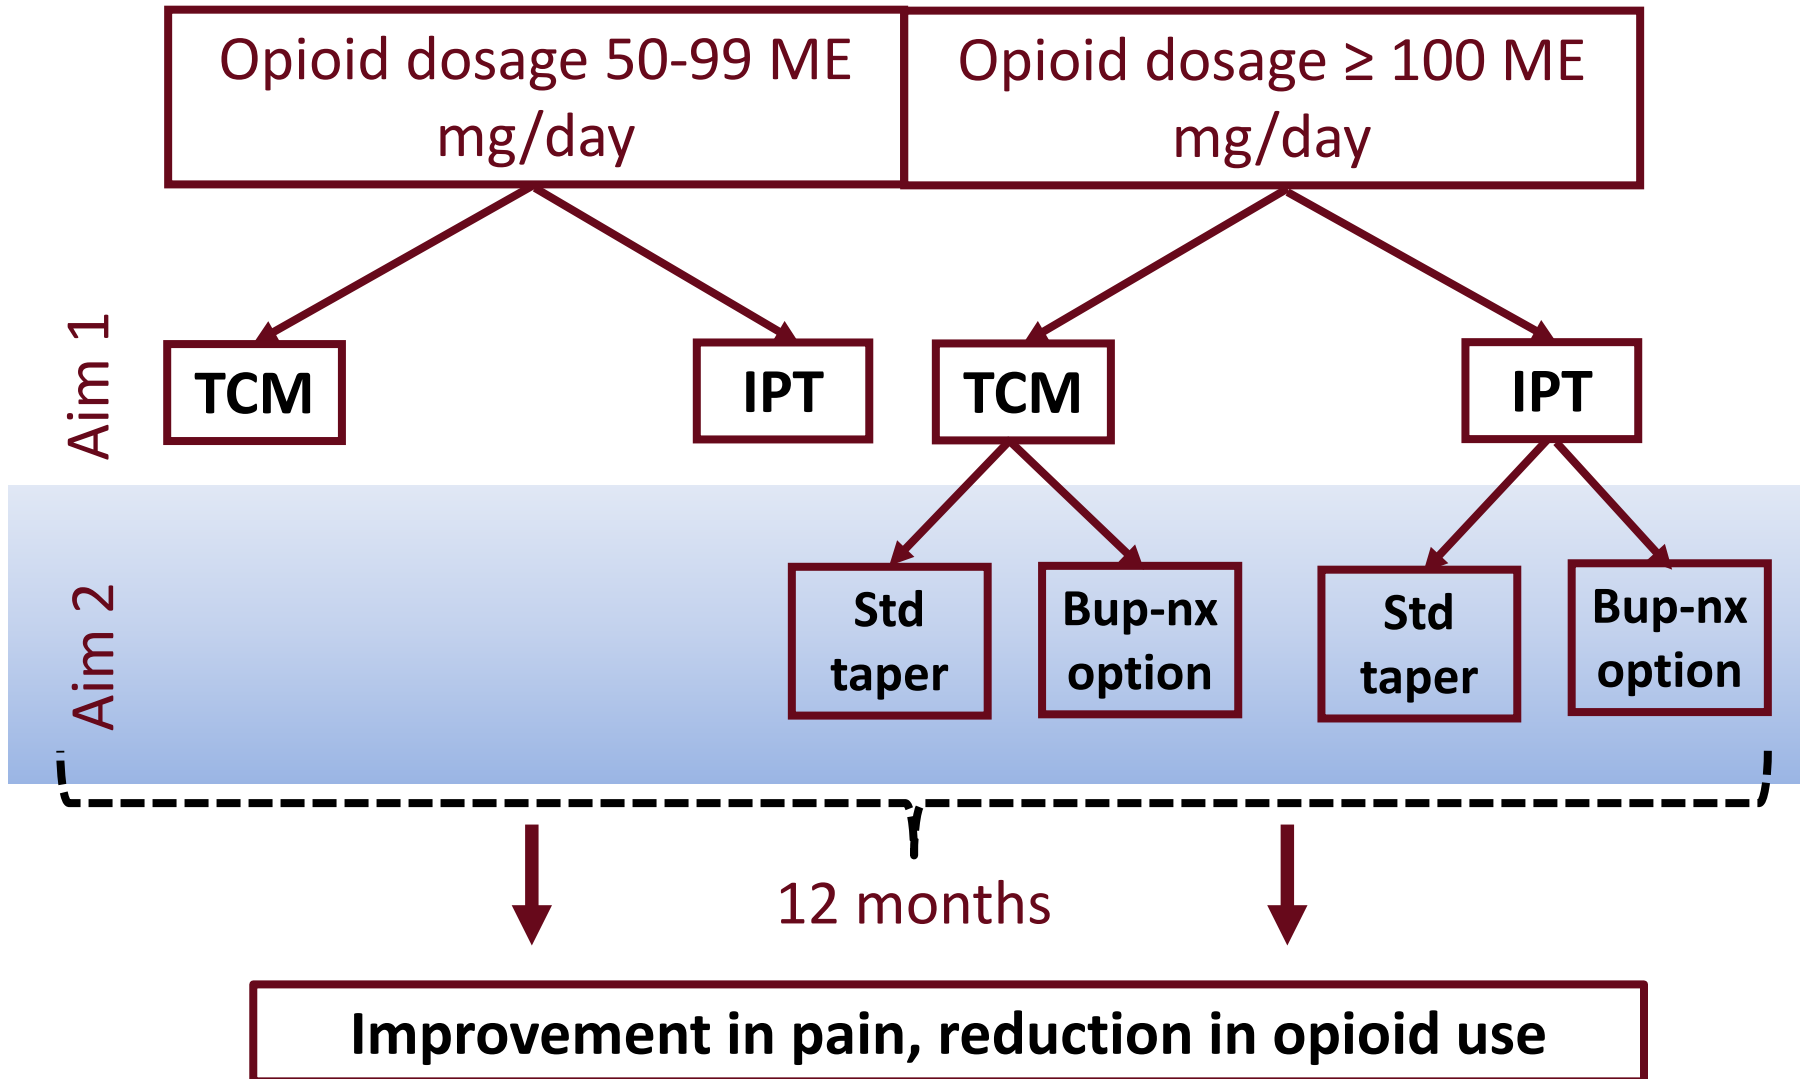 Opioid dosage 50-99 ME
mg/day
Opioid dosage ≥ 100 ME
mg/day
Aim 1
TCM
IPT
TCM
IPT
Aim 2
Std
taper
Bup-nx
option
Std
taper
Bup-nx
option
12 months
Improvement in pain, reduction in opioid use